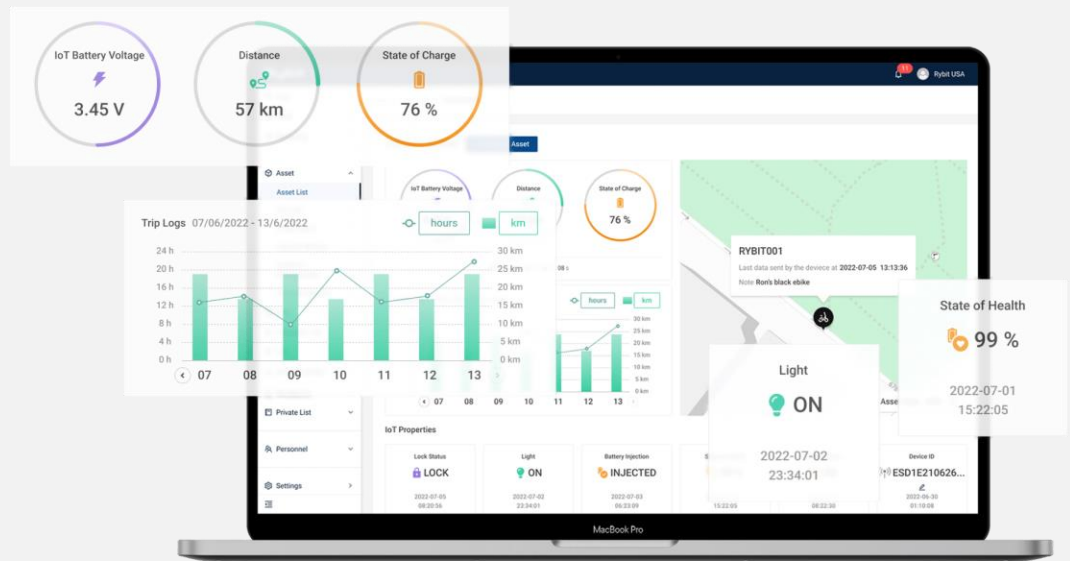 IoT Battery Voltage
3.45 V
Distance
57 km
State of Charge
76 %
11
Rybit USA
Asset
Asset
Asset List
IoT Battery Voltage
Distance
State of Charge
76 %
08 s
Trip Logs 07/06/2022 - 13/6/2022
hours
km
24 h
20 h
16 h
12 h
8 h
4 h
0 h
30 km
25 km
20 km
15 km
10 km
5 km
0 km
07 08 09 10 11 12 13
hours
km
30 km
25 km
20 km
15 km
10 km
5 km
0 km
07 08 09 10 11 12 13
RYBIT001
Last data sent by the devece at 2022-07-05 13:13:36
Note Ron's black ebike
State of Health
99 %
2022-07-01
15:22:05
Light
ON
2022-07-02
23:34:01
Asse
Private List
Personnel
Settings
IoT Properties
Lock Status
LOCK
2022-07-05
08:20:56
Light
ON
2022-07-02
23:34:01
Battery Injection
INJECTED
2022-07-03
06:23:09
15:22:05
08:22:30
Device ID
ESD1E210626...
2022-06-30
01:18:08
MacBook Pro